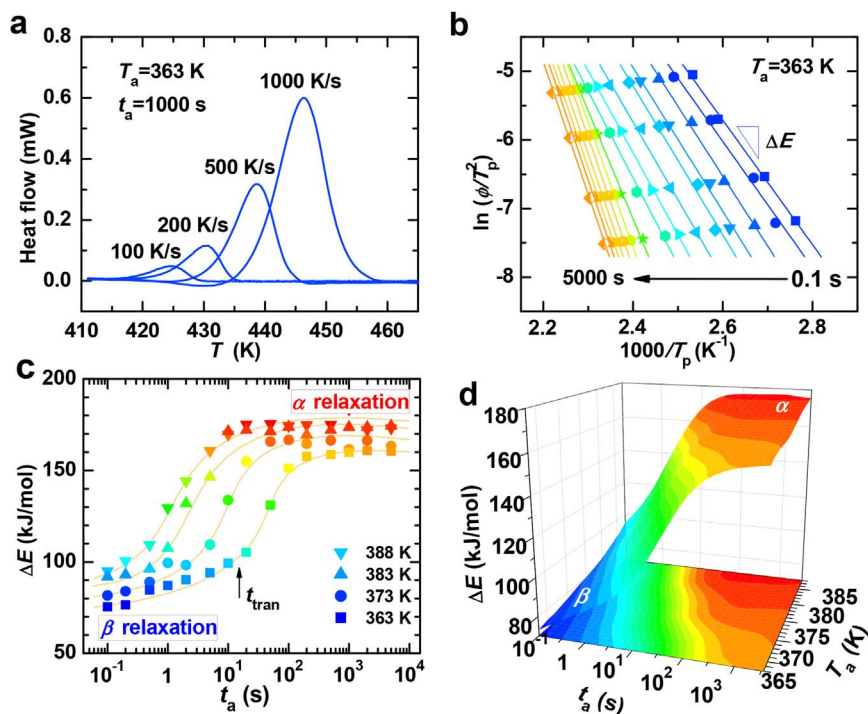 a
Tₐ=363 K
tₐ=1000 s
1000 K/s
500 K/s
200 K/s
100 K/s
Heat flow (mW)
0.8
0.6
0.4
0.2
0.0
410 420 430 440 450 460
T (K)
b
Tₐ=363 K
ΔE
5000 s
0.1 s
ln (ϕ/Tₚ²)
-5
-6
-7
-8
2.2 2.4 2.6 2.8
1000/Tₚ (K⁻¹)
c
α relaxation
β relaxation
t_tran
388 K
383 K
373 K
363 K
ΔE (kJ/mol)
200
150
100
50
10⁻¹ 1 10¹ 10² 10³ 10⁴
tₐ (s)
d
α
β
ΔE (kJ/mol)
180
160
140
120
100
80
10⁻¹ 1 10¹ 10² 10³
tₐ (s)
385
380
375
370
365
Tₐ (K)